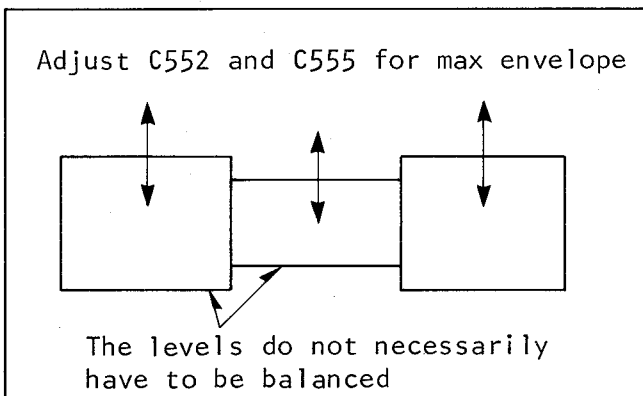 Adjust C552 and C555 for max envelope
The levels do not necessarily
have to be balanced